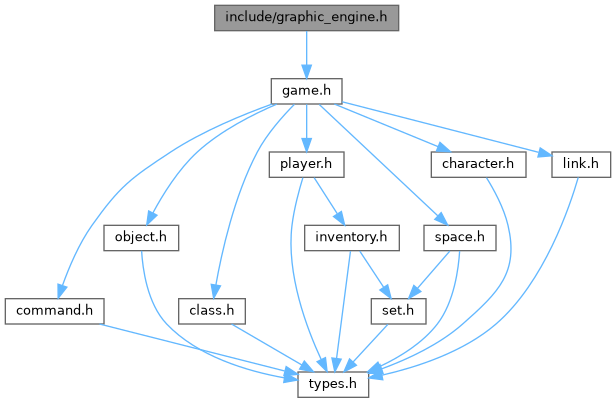 include/graphic_engine.h
game.h
player.h
character.h
link.h
object.h
inventory.h
space.h
command.h
class.h
set.h
types.h